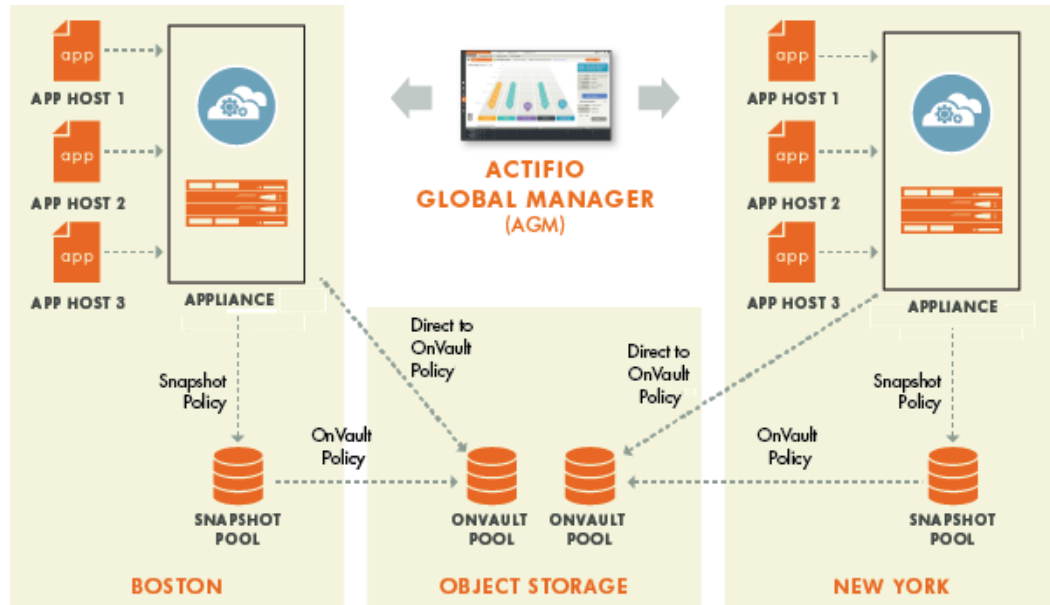 app
APP HOST 1
app
APP HOST 2
app
APP HOST 3
APPLIANCE
Snapshot
Policy
SNAPSHOT
POOL
OnVault
Policy
BOSTON
ACTIFIO
GLOBAL MANAGER
(AGM)
Direct to
OnVault
Policy
Direct to
OnVault
Policy
ONVAULT
POOL
ONVAULT
POOL
OBJECT STORAGE
app
APP HOST 1
app
APP HOST 2
app
APP HOST 3
APPLIANCE
Snapshot
Policy
OnVault
Policy
SNAPSHOT
POOL
NEW YORK